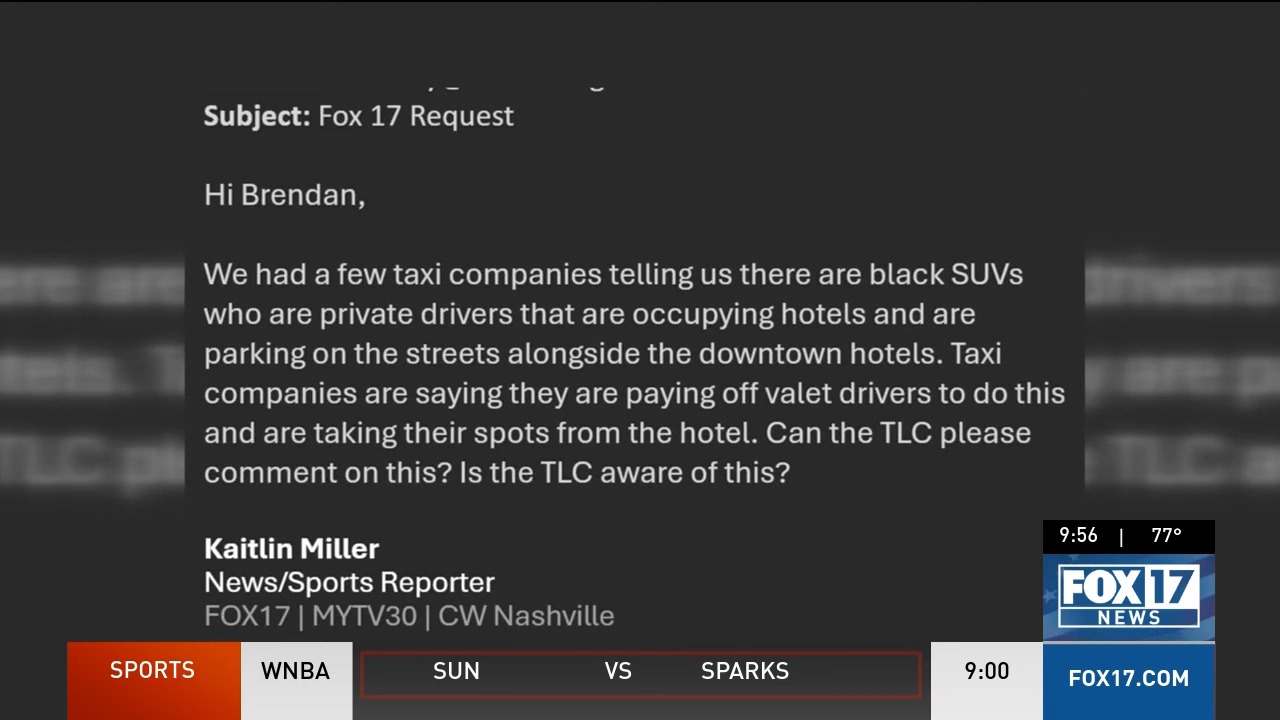 Subject: Fox 17 Request
Hi Brendan,
We had a few taxi companies telling us there are black SUVs
who are private drivers that are occupying hotels and are
parking on the streets alongside the downtown hotels. Taxi
companies are saying they are paying off valet drivers to do this
and are taking their spots from the hotel. Can the TLC please
comment on this? Is the TLC aware of this?
Kaitlin Miller
News/Sports Reporter
FOX17 | MYTV30 | CW Nashville
9:56 | 77°
FOX 17
NEWS
SPORTS WNBA SUN VS SPARKS 9:00 FOX17.COM